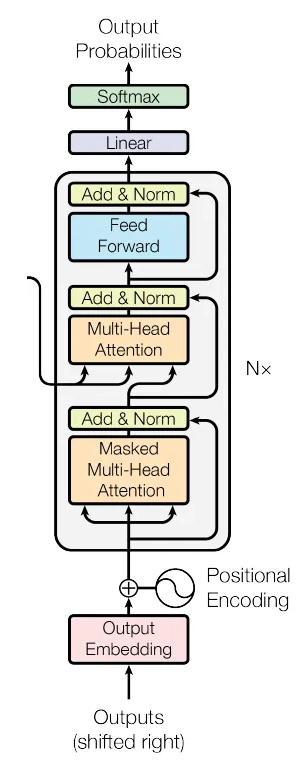 Output
Probabilities
Softmax
Linear
Add & Norm
Feed
Forward
Add & Norm
Multi-Head
Attention
N×
Add & Norm
Masked
Multi-Head
Attention
Positional
Encoding
Output
Embedding
Outputs
(shifted right)